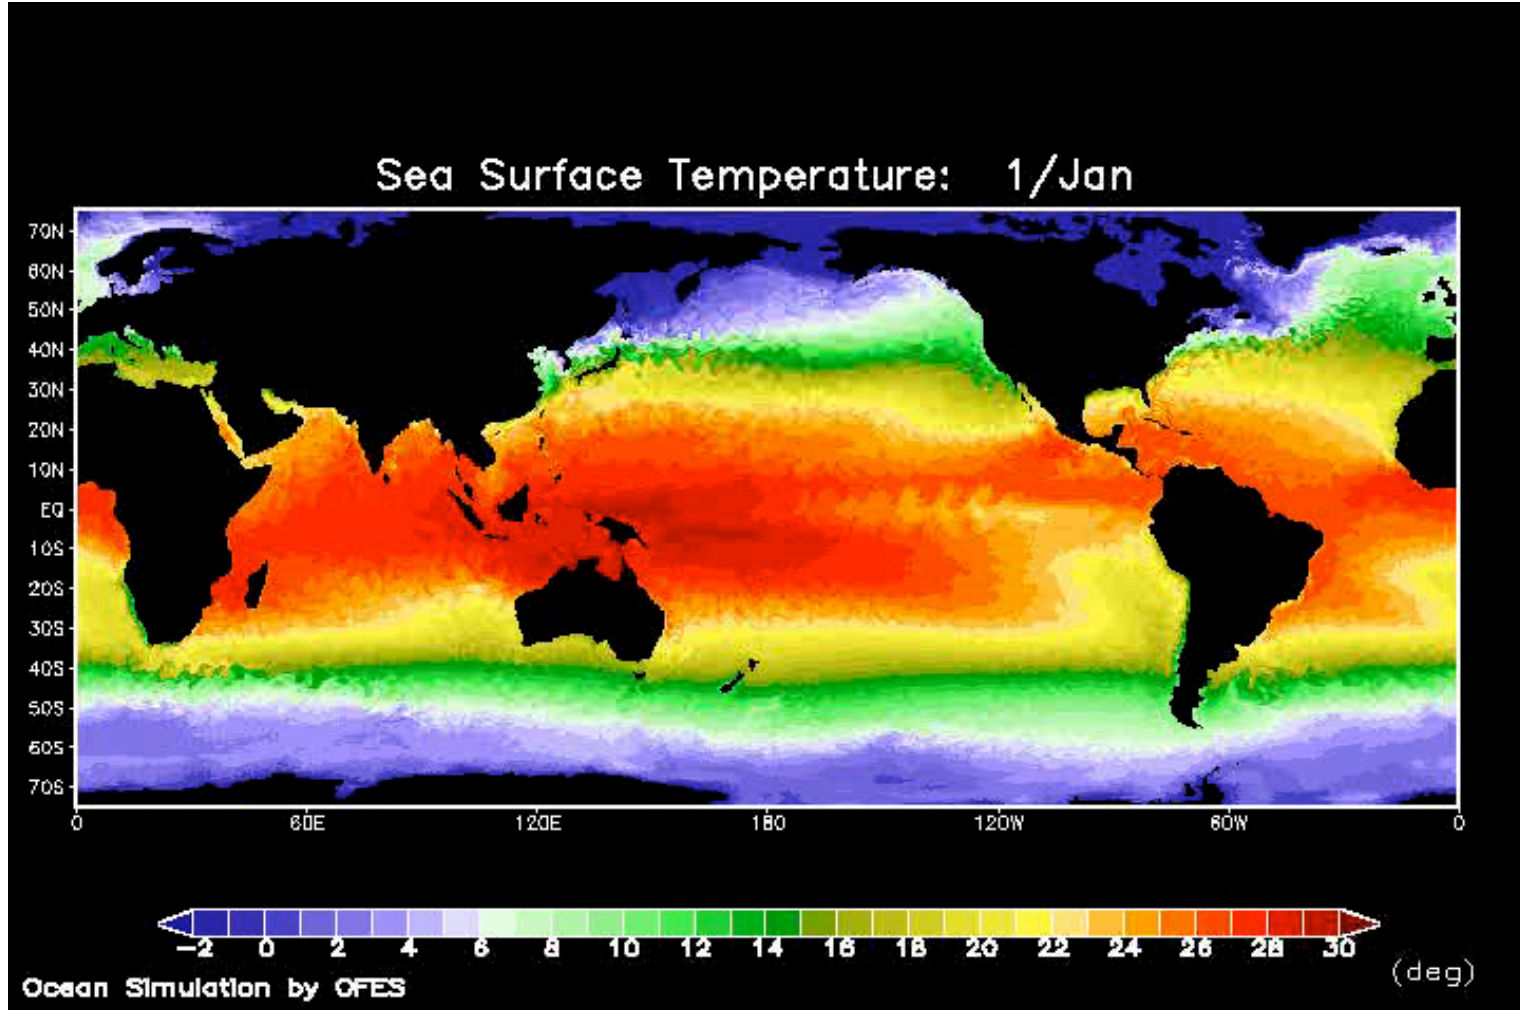 Sea Surface Temperature: 1/Jan
70N
60N
50N
40N
30N
20N
10N
EQ
10S
20S
30S
40S
50S
60S
70S
0 60E 120E 180 120W 60W 0
-2 0 2 4 6 8 10 12 14 16 18 20 22 24 26 28 30
(deg)
Ocean Simulation by OFES